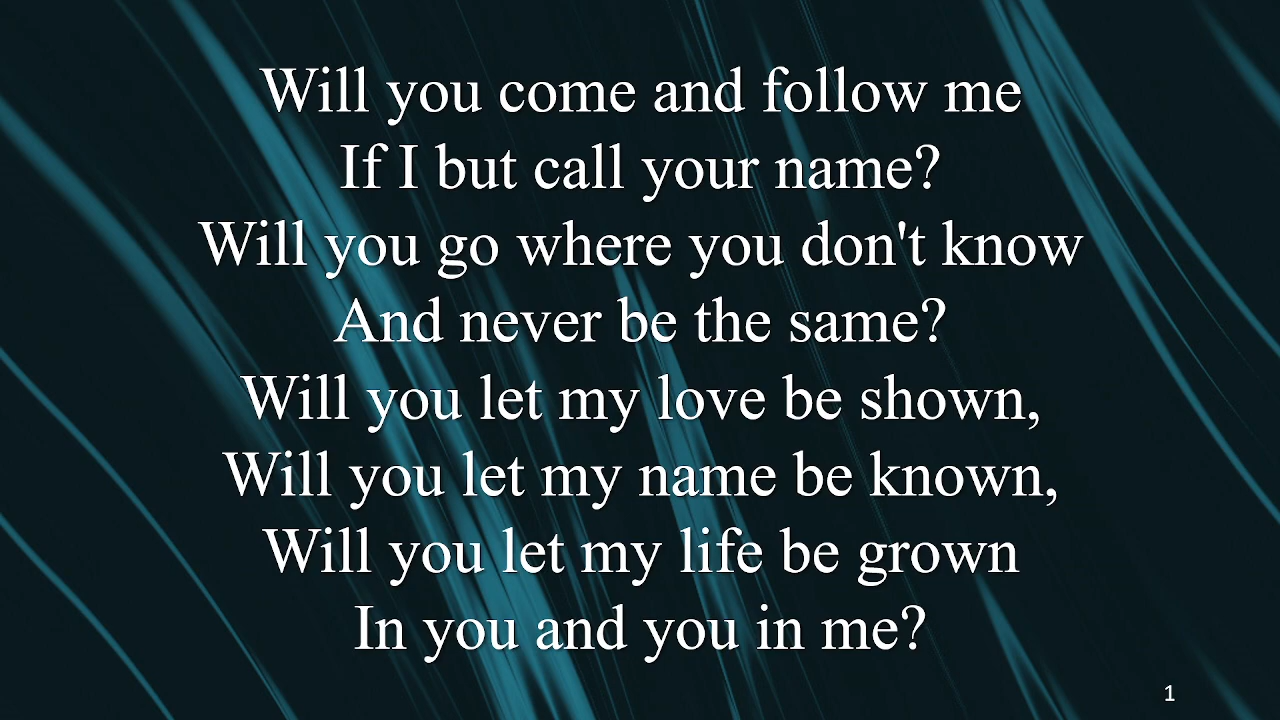 Will you come and follow me
If I but call your name?
Will you go where you don't know
And never be the same?
Will you let my love be shown,
Will you let my name be known,
Will you let my life be grown
In you and you in me?
1